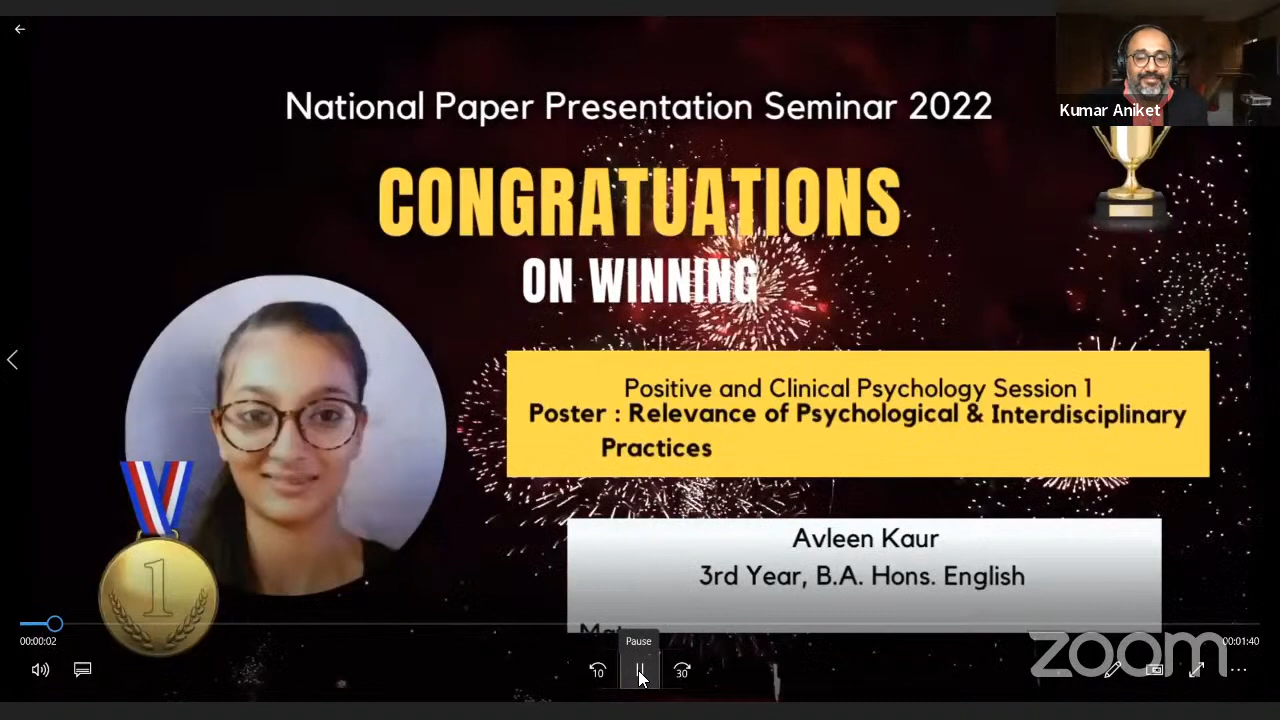 National Paper Presentation Seminar 2022
Kumar Aniket
CONGRATUATIONS
ON WINNING
Positive and Clinical Psychology Session 1
Poster : Relevance of Psychological & Interdisciplinary
Practices
1
Avleen Kaur
3rd Year, B.A. Hons. English
00:00:02
Pause
00:01:40
10
30
zoom